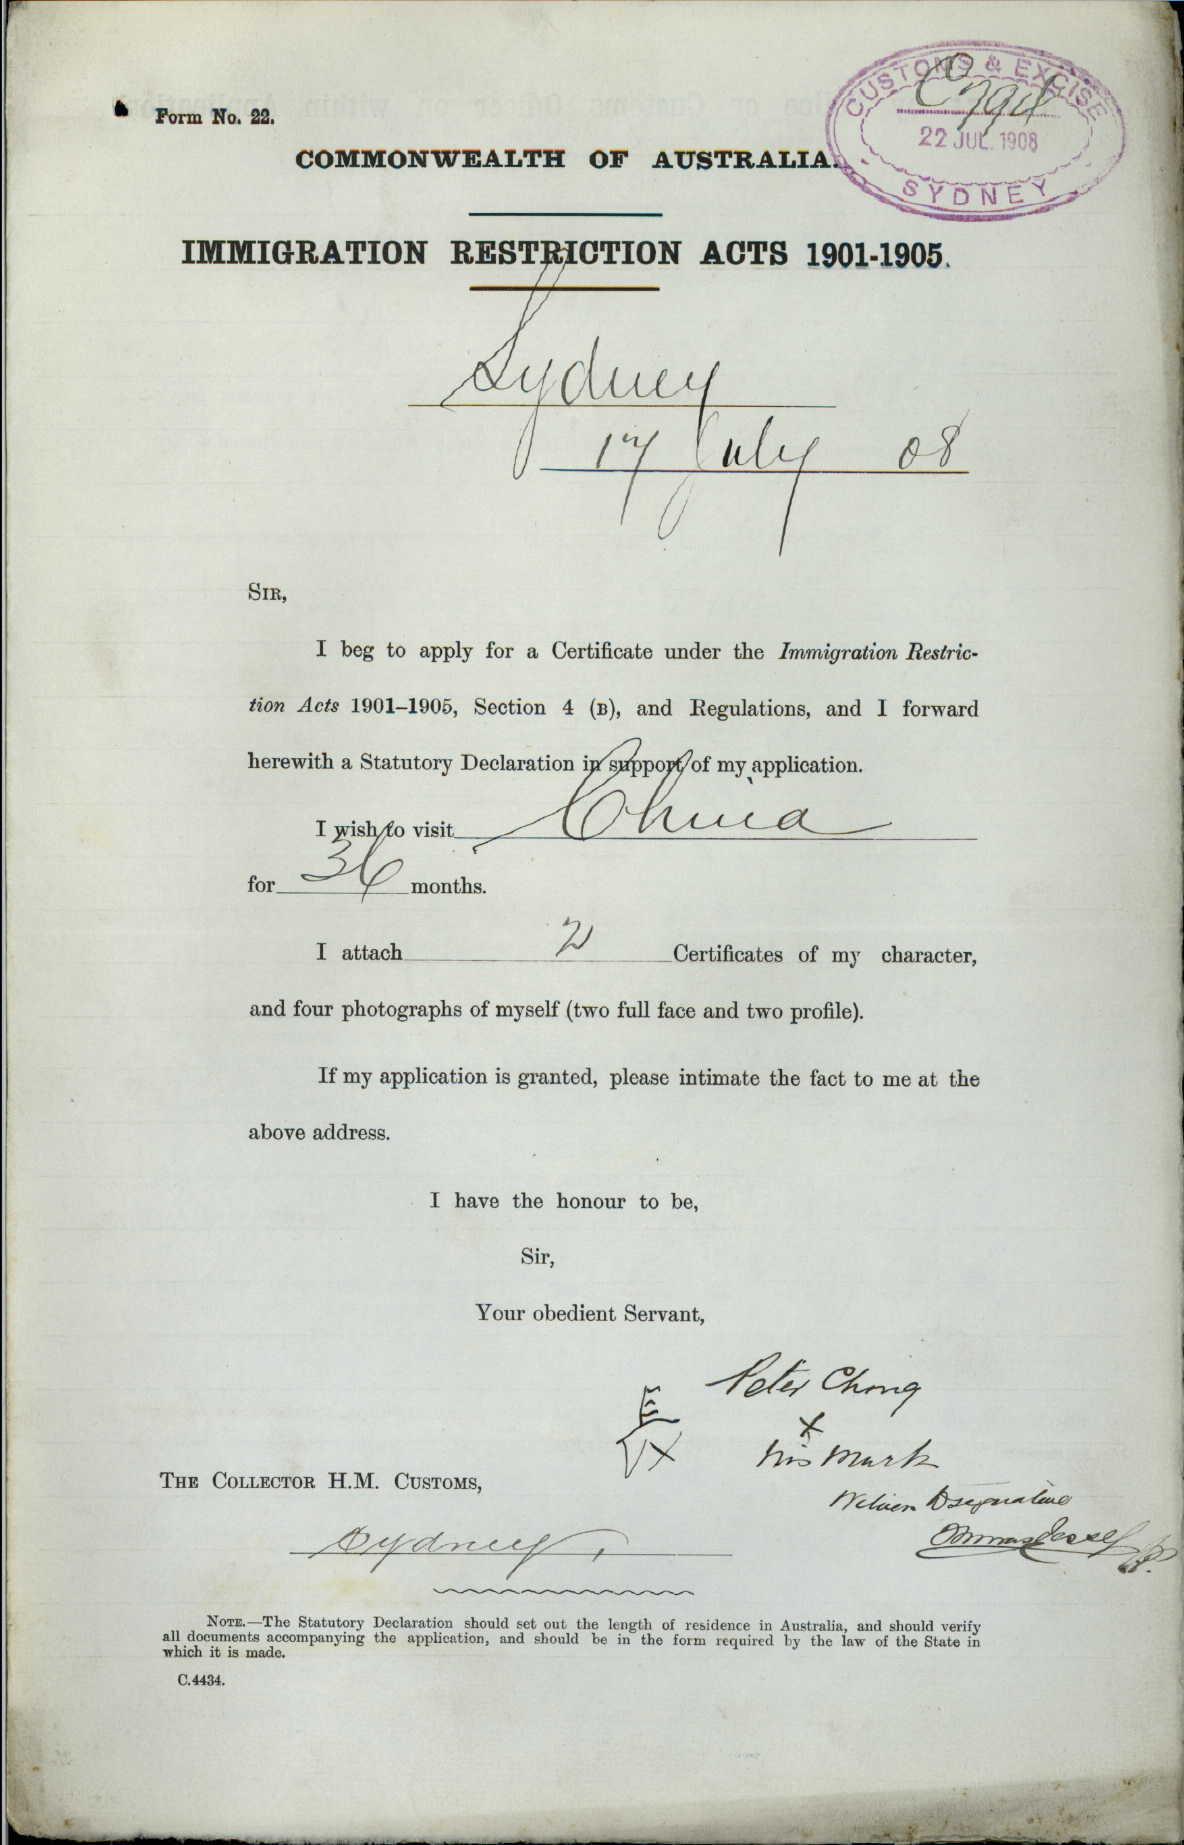 Form No. 22.
CUSTOMS & EXCISE
22 JUL. 1908
SYDNEY
COMMONWEALTH OF AUSTRALIA.
IMMIGRATION RESTRICTION ACTS 1901-1905.
Sydney
17 July 08
SIR,
I beg to apply for a Certificate under the Immigration Restric-
tion Acts 1901–1905, Section 4 (B), and Regulations, and I forward
herewith a Statutory Declaration in support of my application.
I wish to visit China
for 36 months.
I attach 2 Certificates of my character,
and four photographs of myself (two full face and two profile).
If my application is granted, please intimate the fact to me at the
above address.
I have the honour to be,
Sir,
Your obedient Servant,
Peter Chong
X
his Mark
THE COLLECTOR H.M. CUSTOMS,
Witness to signature
Sydney,
JP.
NOTE.—The Statutory Declaration should set out the length of residence in Australia, and should verify
all documents accompanying the application, and should be in the form required by the law of the State in
which it is made.
C.4434.